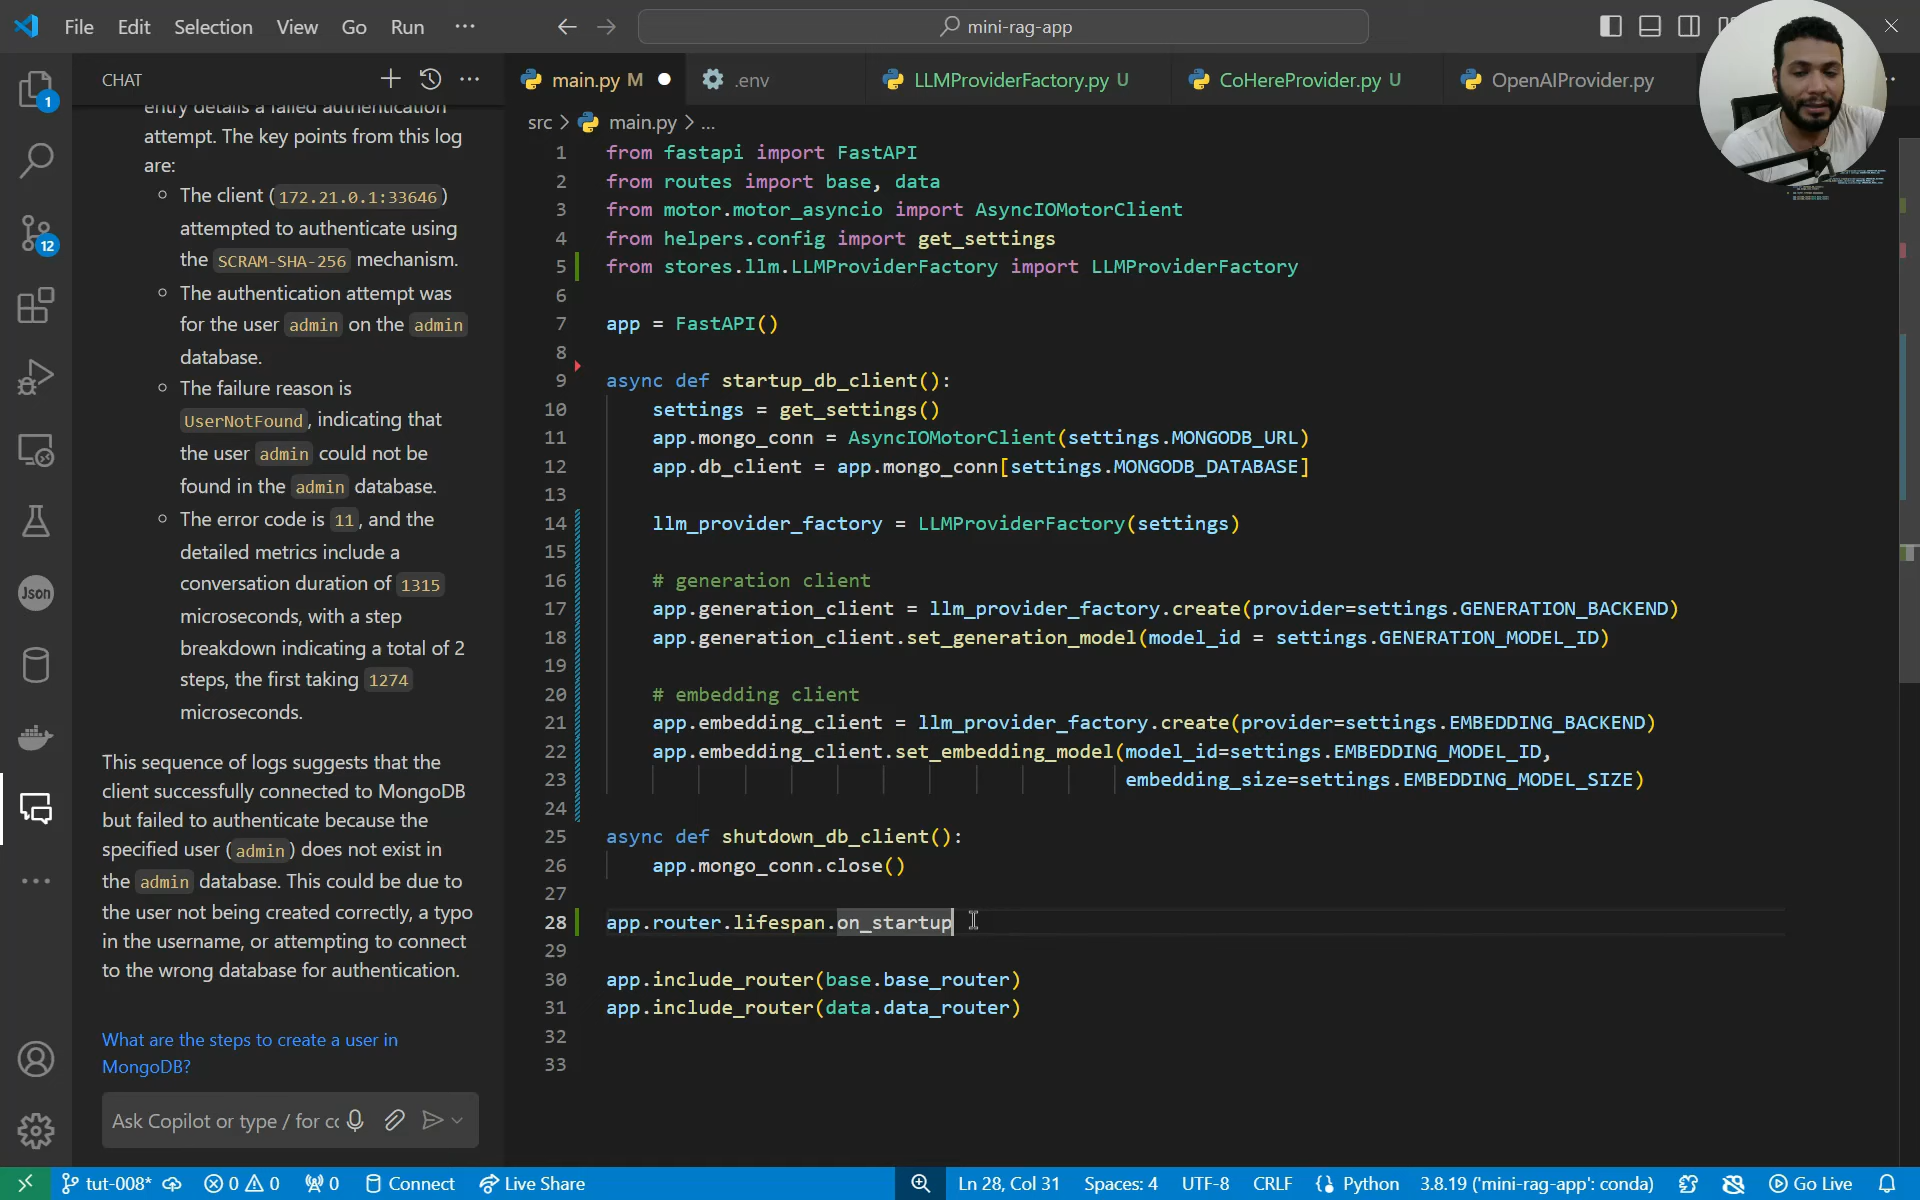 File Edit Selection View Go Run ···
mini-rag-app
CHAT
main.py M
.env
LLMProviderFactory.py U
CoHereProvider.py U
OpenAIProvider.py
src > main.py > ...
entry details a failed authentication
attempt. The key points from this log
are:
The client (172.21.0.1:33646)
attempted to authenticate using
the SCRAM-SHA-256 mechanism.
The authentication attempt was
for the user admin on the admin
database.
The failure reason is
UserNotFound, indicating that
the user admin could not be
found in the admin database.
The error code is 11, and the
detailed metrics include a
conversation duration of 1315
microseconds, with a step
breakdown indicating a total of 2
steps, the first taking 1274
microseconds.
This sequence of logs suggests that the
client successfully connected to MongoDB
but failed to authenticate because the
specified user (admin) does not exist in
the admin database. This could be due to
the user not being created correctly, a typo
in the username, or attempting to connect
to the wrong database for authentication.
What are the steps to create a user in
MongoDB?
Ask Copilot or type / for co
1
12
Json
1 from fastapi import FastAPI
2 from routes import base, data
3 from motor.motor_asyncio import AsyncIOMotorClient
4 from helpers.config import get_settings
5 from stores.llm.LLMProviderFactory import LLMProviderFactory
6
7 app = FastAPI()
8
9 async def startup_db_client():
10 settings = get_settings()
11 app.mongo_conn = AsyncIOMotorClient(settings.MONGODB_URL)
12 app.db_client = app.mongo_conn[settings.MONGODB_DATABASE]
13
14 llm_provider_factory = LLMProviderFactory(settings)
15
16 # generation client
17 app.generation_client = llm_provider_factory.create(provider=settings.GENERATION_BACKEND)
18 app.generation_client.set_generation_model(model_id = settings.GENERATION_MODEL_ID)
19
20 # embedding client
21 app.embedding_client = llm_provider_factory.create(provider=settings.EMBEDDING_BACKEND)
22 app.embedding_client.set_embedding_model(model_id=settings.EMBEDDING_MODEL_ID,
23 embedding_size=settings.EMBEDDING_MODEL_SIZE)
24
25 async def shutdown_db_client():
26 app.mongo_conn.close()
27
28 app.router.lifespan.on_startup
29
30 app.include_router(base.base_router)
31 app.include_router(data.data_router)
32
33
tut-008* 0 0 0 Connect Live Share Ln 28, Col 31 Spaces: 4 UTF-8 CRLF Python 3.8.19 ('mini-rag-app': conda) Go Live